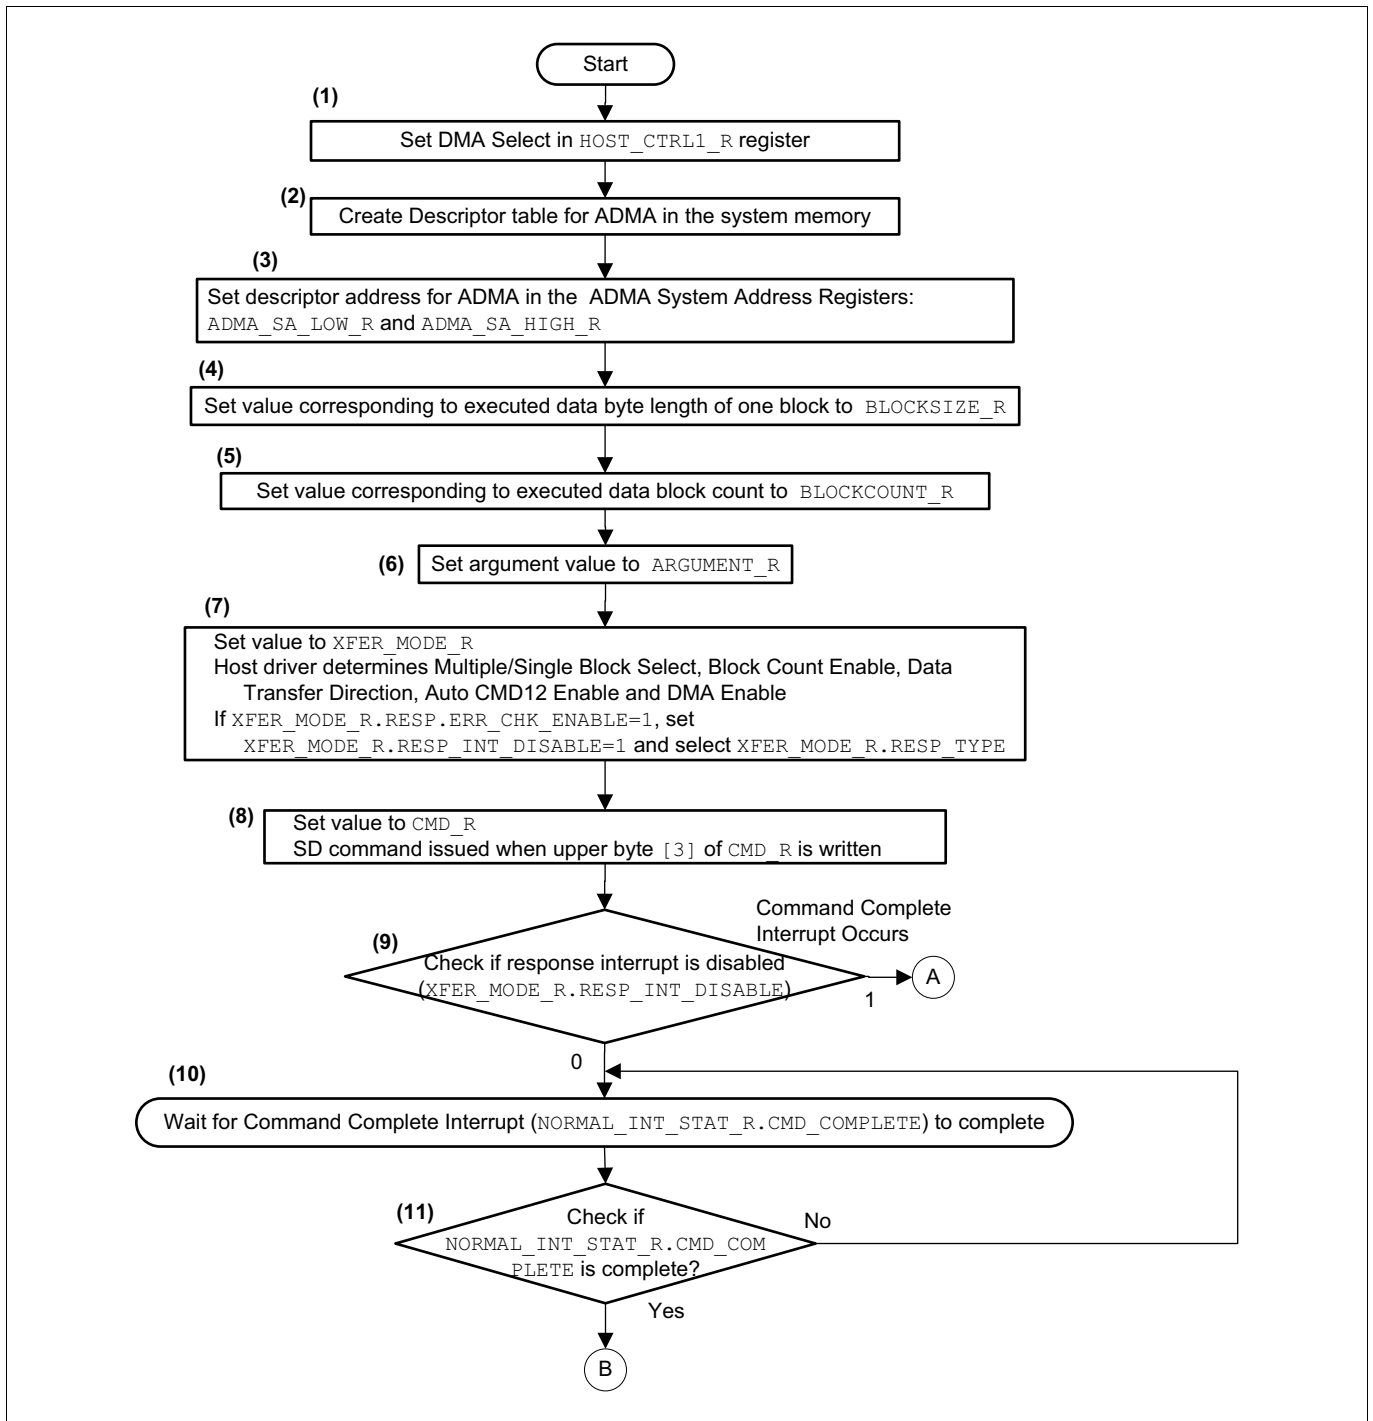 Start
(1)
Set DMA Select in HOST_CTRL1_R register
(2)
Create Descriptor table for ADMA in the system memory
(3)
Set descriptor address for ADMA in the ADMA System Address Registers:
ADMA_SA_LOW_R and ADMA_SA_HIGH_R
(4)
Set value corresponding to executed data byte length of one block to BLOCKSIZE_R
(5)
Set value corresponding to executed data block count to BLOCKCOUNT_R
(6)
Set argument value to ARGUMENT_R
(7)
Set value to XFER_MODE_R
Host driver determines Multiple/Single Block Select, Block Count Enable, Data
Transfer Direction, Auto CMD12 Enable and DMA Enable
If XFER_MODE_R.RESP.ERR_CHK_ENABLE=1, set
XFER_MODE_R.RESP_INT_DISABLE=1 and select XFER_MODE_R.RESP_TYPE
(8)
Set value to CMD_R
SD command issued when upper byte [3] of CMD_R is written
Command Complete
Interrupt Occurs
(9)
Check if response interrupt is disabled
(XFER_MODE_R.RESP_INT_DISABLE)
A
1
0
(10)
Wait for Command Complete Interrupt (NORMAL_INT_STAT_R.CMD_COMPLETE) to complete
(11)
Check if
NORMAL_INT_STAT_R.CMD_COM
PLETE is complete?
No
Yes
B